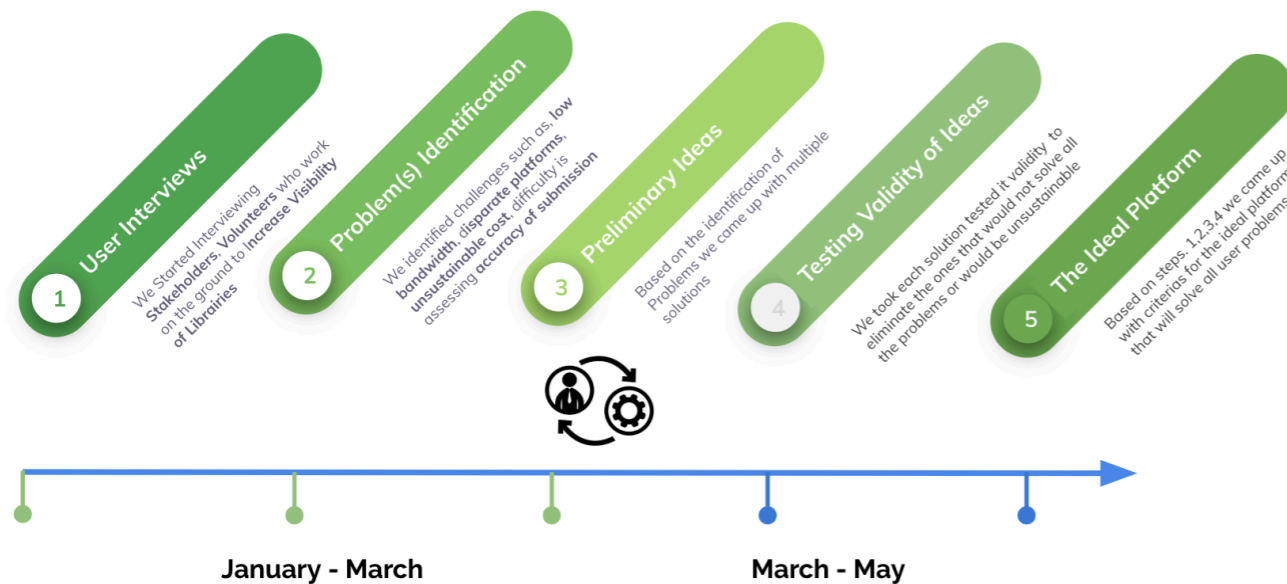 1
User Interviews
We Started Interviewing
Stakeholders, Volunteers who work
on the ground to Increase Visibility
of Libraries
2
Problem(s) Identification
We identified challenges such as, low
bandwidth, disparate platforms,
unsustainable cost, difficulty is
assessing accuracy of submission
3
Preliminary Ideas
Based on the identification of
Problems we came up with multiple
solutions
4
Testing Validity of Ideas
We took each solution tested it validity to
eliminate the ones that would not solve all
the problems or would be unsustainable
5
The Ideal Platform
Based on steps, 1,2,3,4 we came up
with criterias for the ideal platform
that will solve all user problems
January - March
March - May